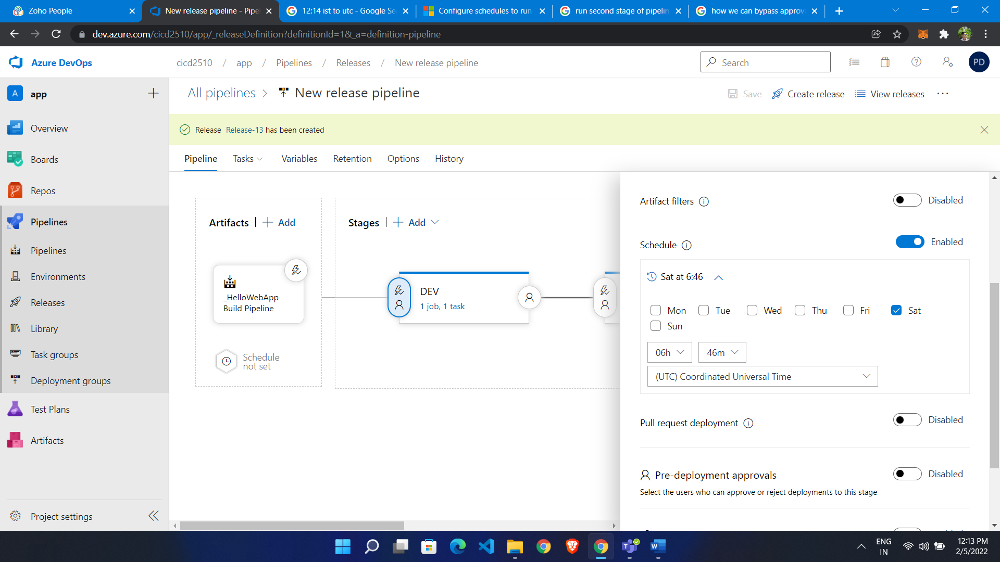 Zoho People
New release pipeline - Pipel
12:14 ist to utc - Google Se
Configure schedules to run
run second stage of pipelin
how we can bypass approva
dev.azure.com/cicd2510/app/_releaseDefinition?definitionId=1&_a=definition-pipeline
Azure DevOps
cicd2510 / app / Pipelines / Releases / New release pipeline
Search
PD
A app
Overview
Boards
Repos
Pipelines
Pipelines
Environments
Releases
Library
Task groups
Deployment groups
Test Plans
Artifacts
Project settings
All pipelines > New release pipeline
Save
Create release
View releases
Release Release-13 has been created
Pipeline
Tasks
Variables
Retention
Options
History
Artifacts | + Add
_HelloWebApp
Build Pipeline
Schedule
not set
Stages | + Add
DEV
1 job, 1 task
Artifact filters
Disabled
Schedule
Enabled
Sat at 6:46
Mon Tue Wed Thu Fri Sat
Sun
06h 46m
(UTC) Coordinated Universal Time
Pull request deployment
Disabled
Pre-deployment approvals
Disabled
Select the users who can approve or reject deployments to this stage
ENG
IN
12:13 PM
2/5/2022